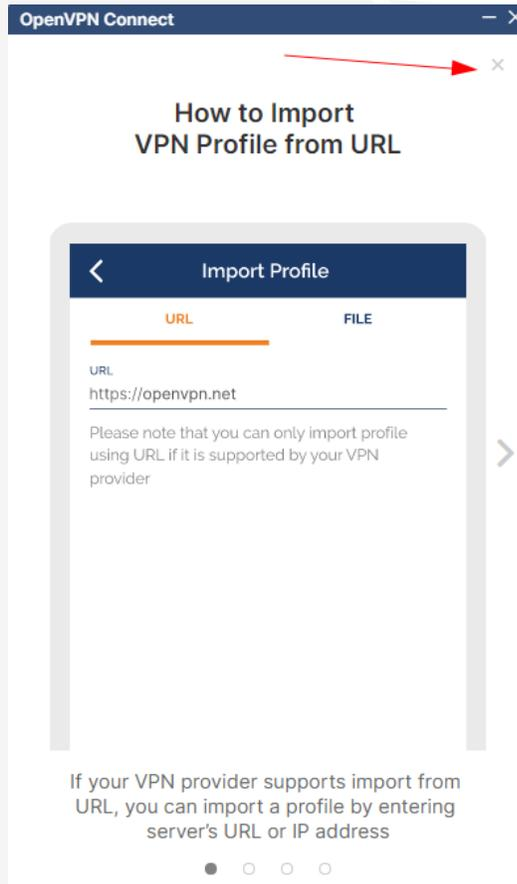 OpenVPN Connect
How to Import
VPN Profile from URL
Import Profile
URL FILE
URL
https://openvpn.net
Please note that you can only import profile
using URL if it is supported by your VPN
provider
If your VPN provider supports import from
URL, you can import a profile by entering
server's URL or IP address